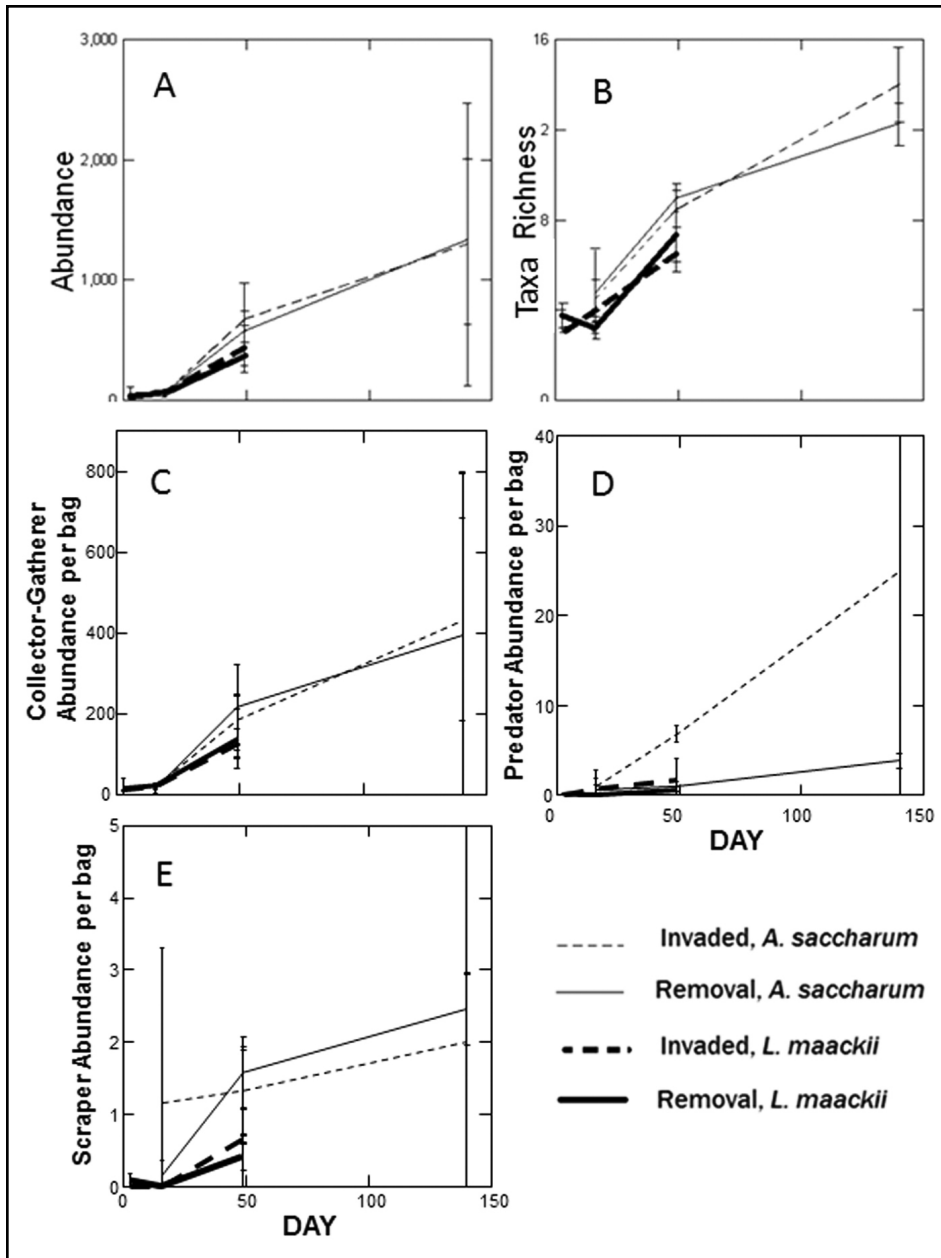 3,000
2,000
1,000
0
Abundance
A
16
2
8
0
Taxa Richness
B
800
600
400
200
0
Collector-Gatherer
Abundance per bag
C
40
30
20
10
0
Predator Abundance per bag
D
0
50
100
150
DAY
5
4
3
2
1
0
Scraper Abundance per bag
E
0
50
100
150
DAY
Invaded, A. saccharum
Removal, A. saccharum
Invaded, L. maackii
Removal, L. maackii